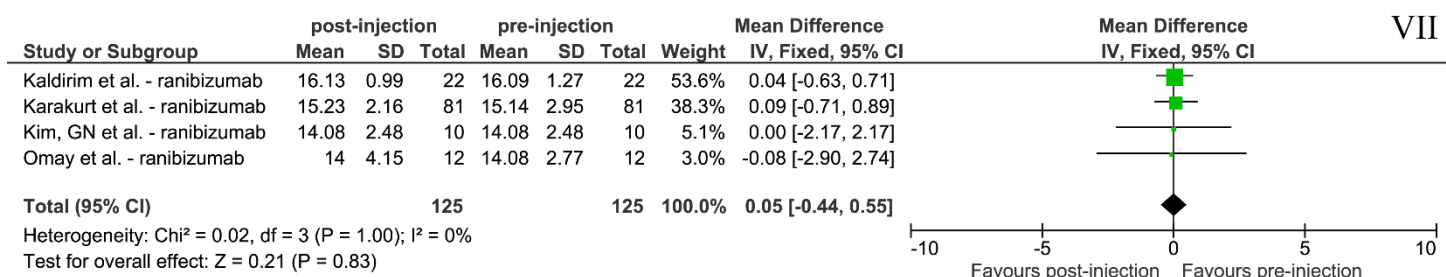 post-injection pre-injection Mean Difference Mean Difference VII
Study or Subgroup Mean SD Total Mean SD Total Weight IV, Fixed, 95% CI IV, Fixed, 95% CI
Kaldirim et al. - ranibizumab 16.13 0.99 22 16.09 1.27 22 53.6% 0.04 [-0.63, 0.71]
Karakurt et al. - ranibizumab 15.23 2.16 81 15.14 2.95 81 38.3% 0.09 [-0.71, 0.89]
Kim, GN et al. - ranibizumab 14.08 2.48 10 14.08 2.48 10 5.1% 0.00 [-2.17, 2.17]
Omay et al. - ranibizumab 14 4.15 12 14.08 2.77 12 3.0% -0.08 [-2.90, 2.74]
Total (95% CI) 125 125 100.0% 0.05 [-0.44, 0.55]
Heterogeneity: Chi² = 0.02, df = 3 (P = 1.00); I² = 0%
Test for overall effect: Z = 0.21 (P = 0.83)
-10 -5 0 5 10
Favours post-injection Favours pre-injection